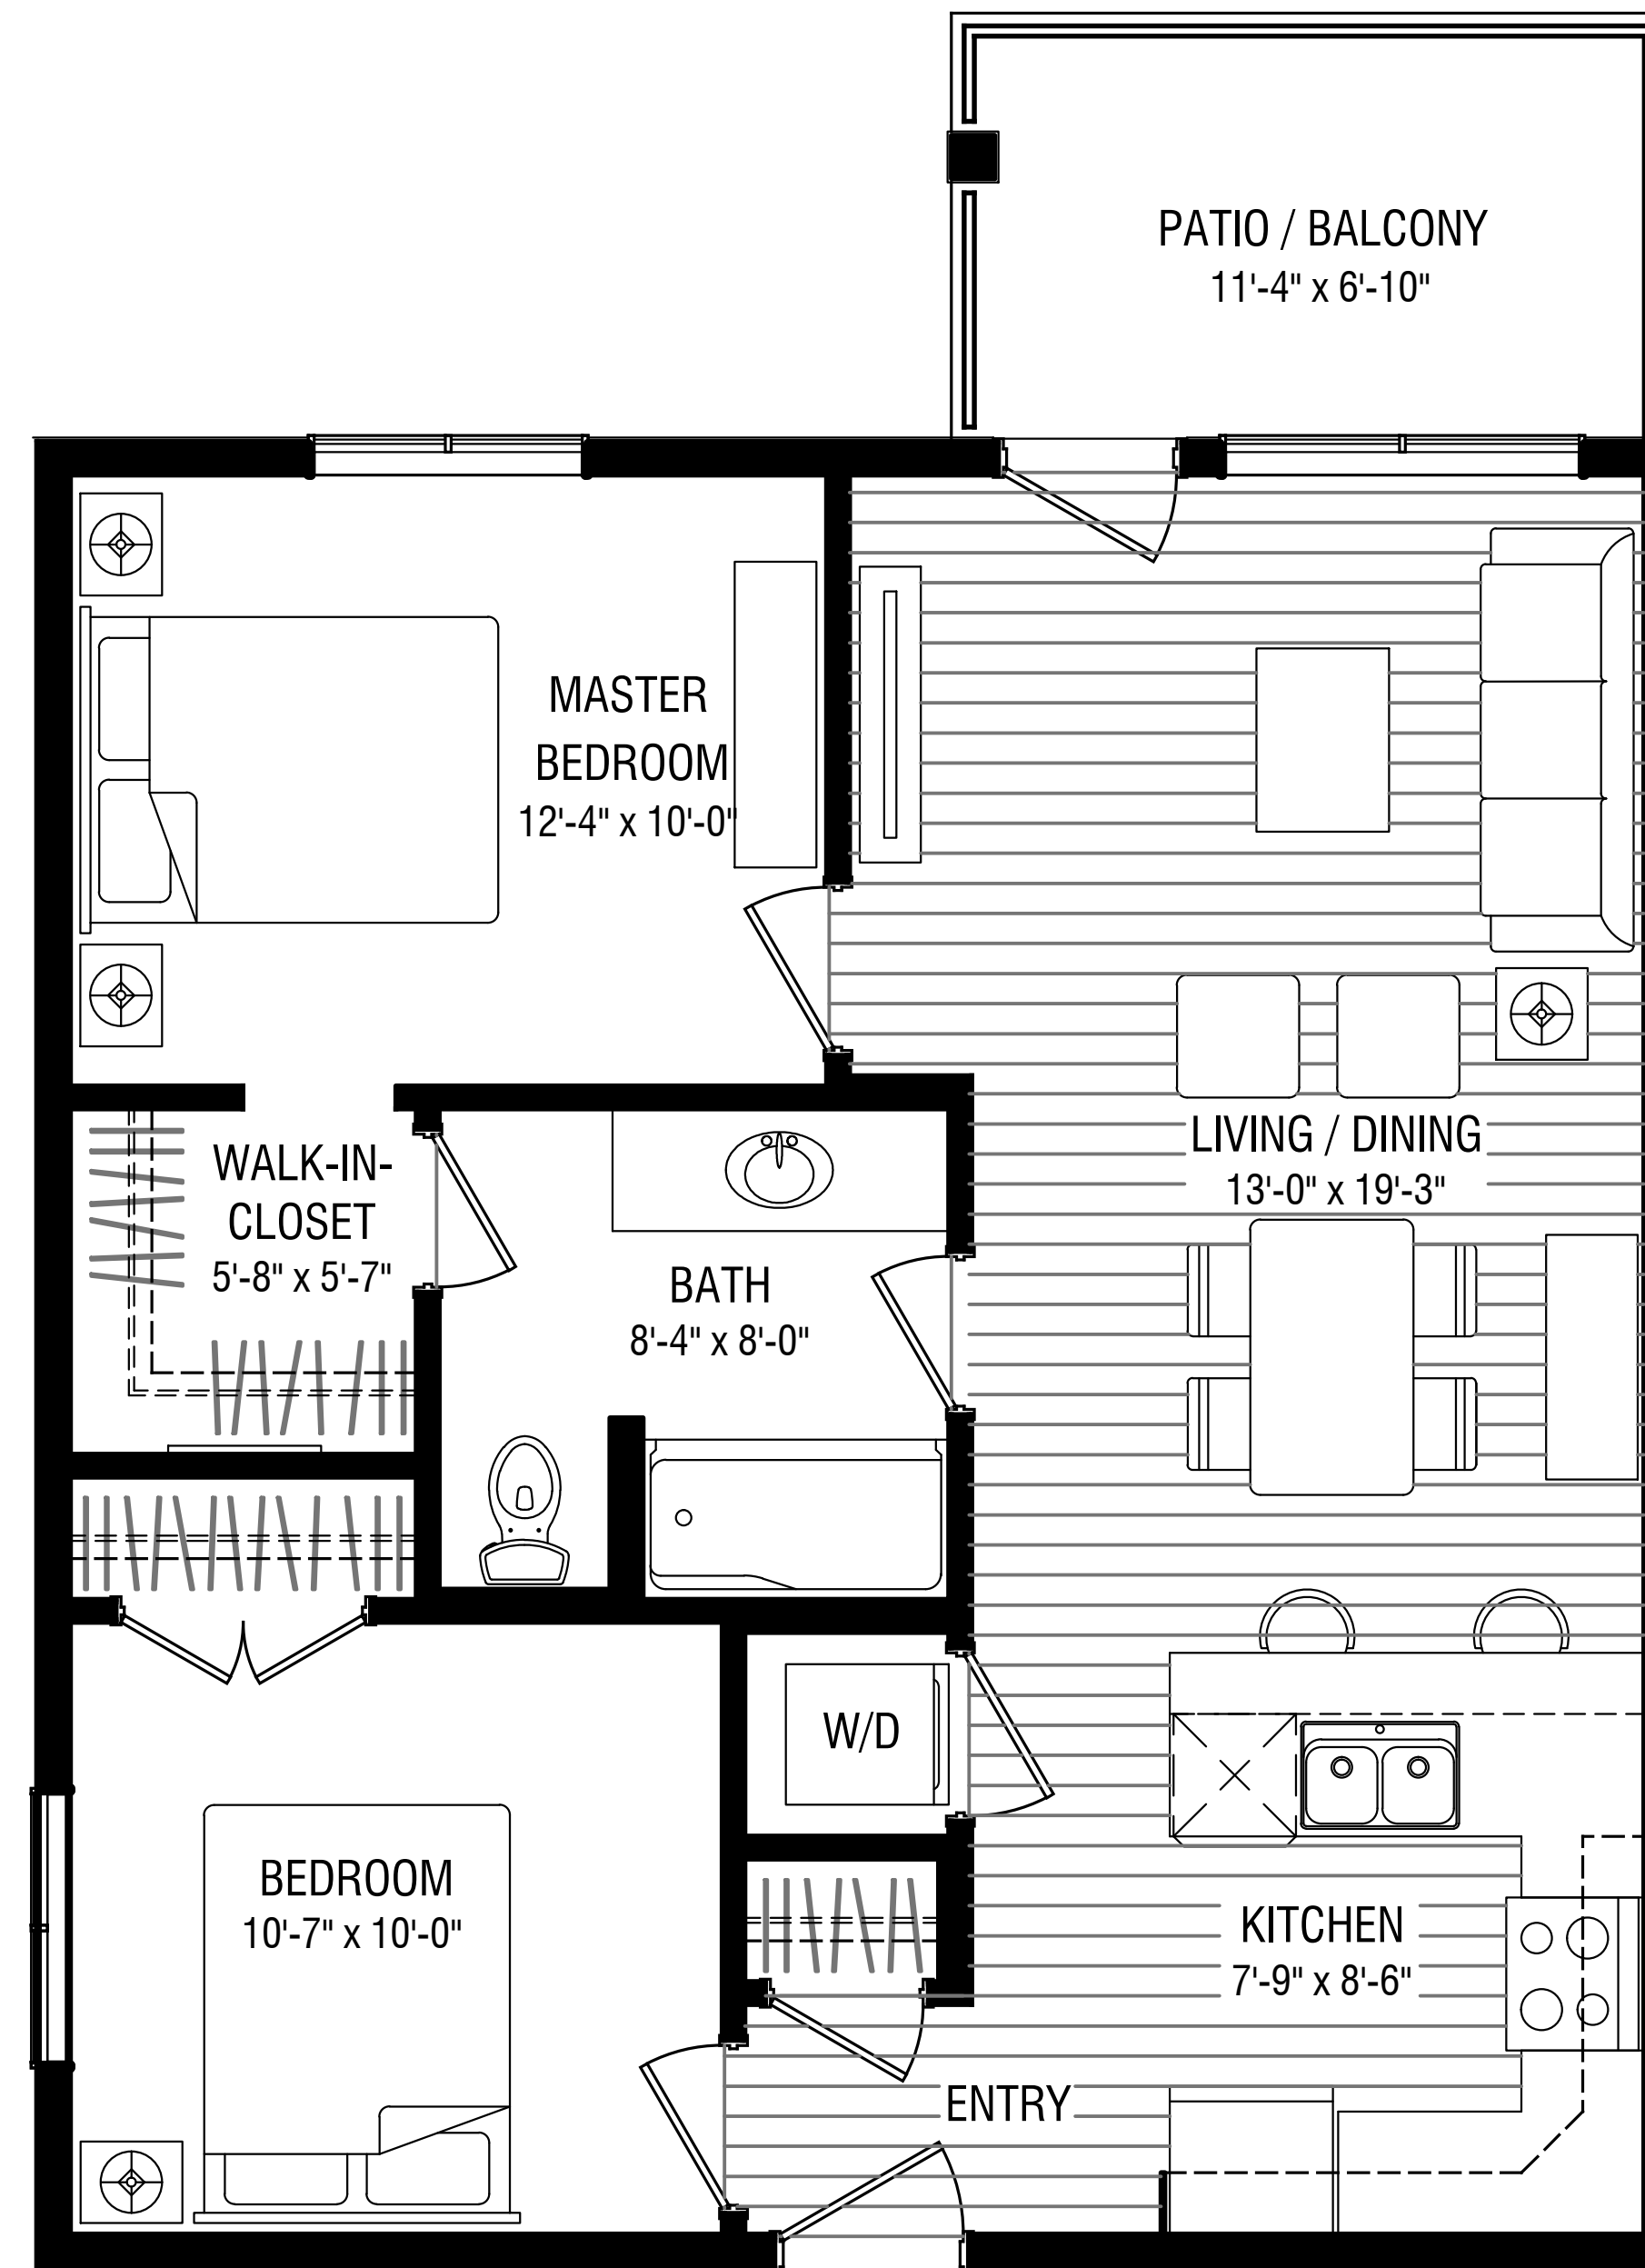 PATIO / BALCONY
11'-4" x 6'-10"
MASTER
BEDROOM
12'-4" x 10'-0"
LIVING / DINING
13'-0" x 19'-3"
WALK-IN-
CLOSET
5'-8" x 5'-7"
BATH
8'-4" x 8'-0"
W/D
BEDROOM
10'-7" x 10'-0"
KITCHEN
7'-9" x 8'-6"
ENTRY